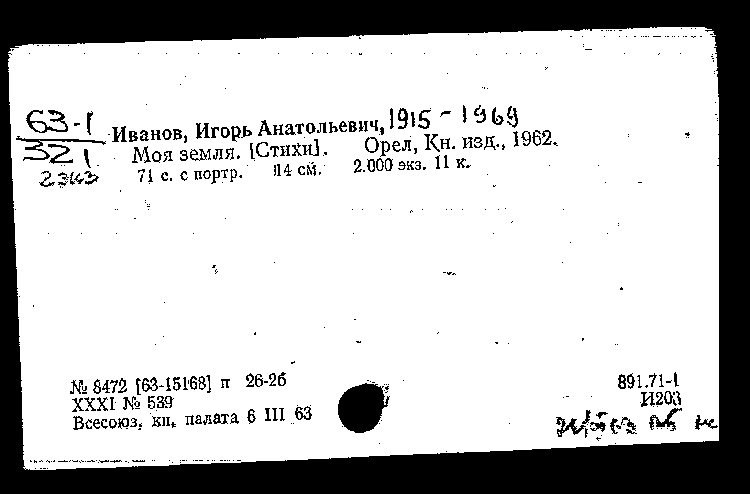 63-1
321
Иванов, Игорь Анатольевич, 1915 - 1969
Моя земля. [Стихи]. Орел, Кн. изд., 1962.
71 с. с портр. 14 см. 2.000 экз. 11 к.
№ 8472 [63-15168] п 26-26
XXXI № 539
Всесоюз. кн. палата 6 III 63
891.71-1
И203